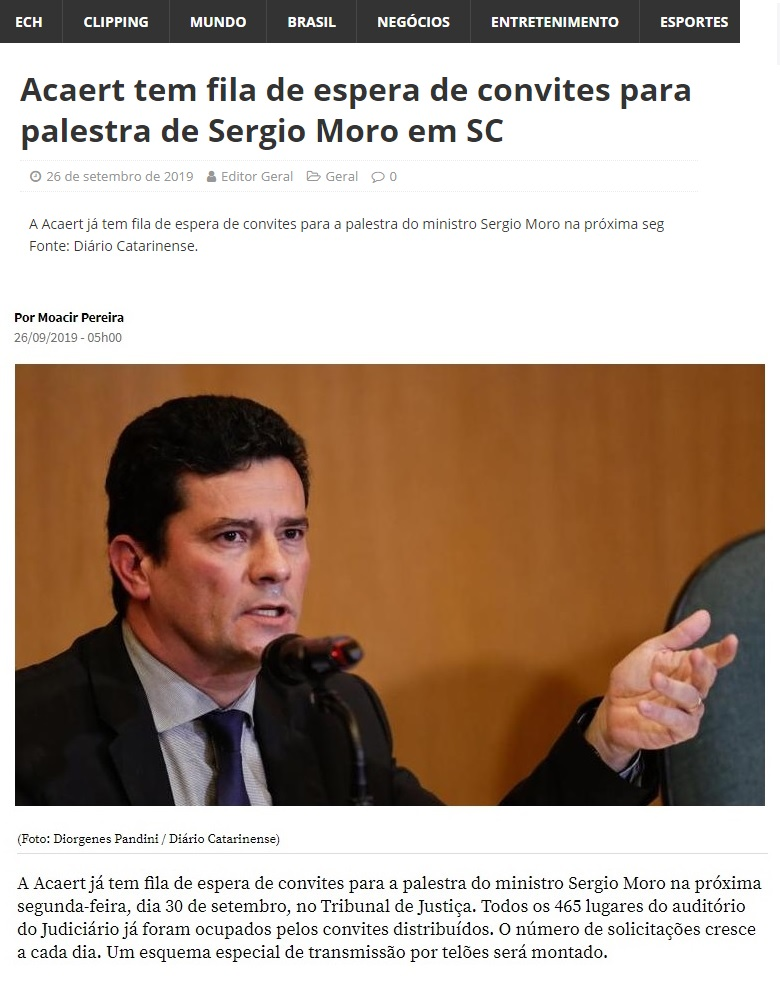 ECH CLIPPING MUNDO BRASIL NEGÓCIOS ENTRETENIMENTO ESPORTES
Acaert tem fila de espera de convites para
palestra de Sergio Moro em SC
26 de setembro de 2019 Editor Geral Geral 0
A Acaert já tem fila de espera de convites para a palestra do ministro Sergio Moro na próxima seg
Fonte: Diário Catarinense.
Por Moacir Pereira
26/09/2019 - 05h00
(Foto: Diorgenes Pandini / Diário Catarinense)
A Acaert já tem fila de espera de convites para a palestra do ministro Sergio Moro na próxima
segunda-feira, dia 30 de setembro, no Tribunal de Justiça. Todos os 465 lugares do auditório
do Judiciário já foram ocupados pelos convites distribuídos. O número de solicitações cresce
a cada dia. Um esquema especial de transmissão por telões será montado.